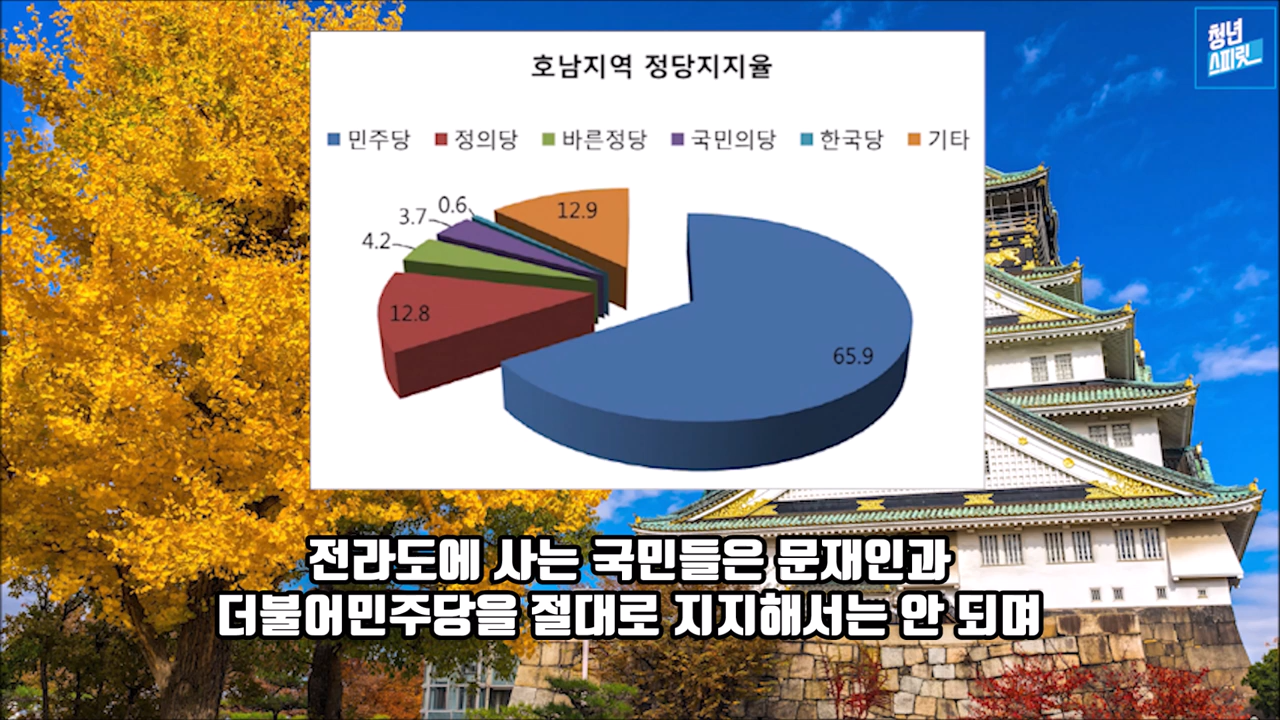 청년
스피릿
호남지역 정당지지율
민주당 정의당 바른정당 국민의당 한국당 기타
0.6
12.9
3.7
4.2
12.8
65.9
전라도에 사는 국민들은 문재인과
더불어민주당을 절대로 지지해서는 안 되며